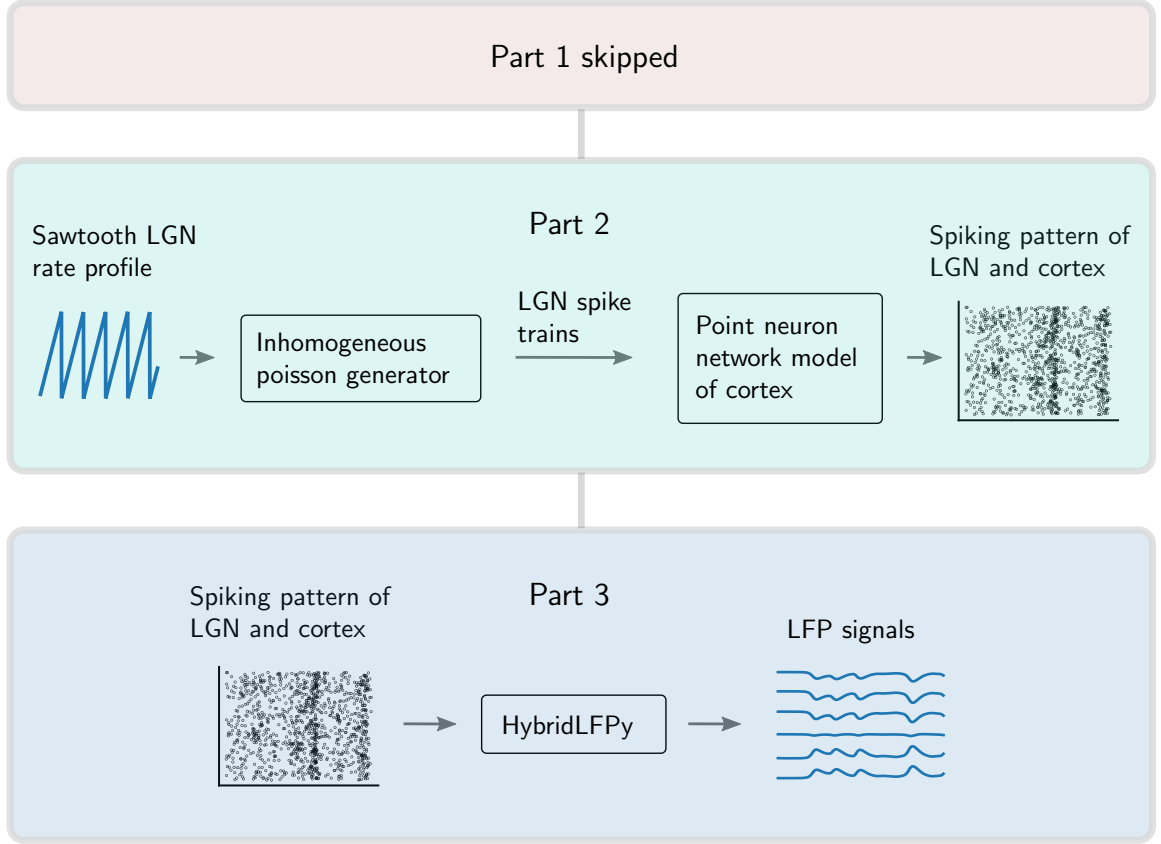 Part 1 skipped
Part 2
Sawtooth LGN
rate profile
Inhomogeneous
poisson generator
LGN spike
trains
Point neuron
network model
of cortex
Spiking pattern of
LGN and cortex
Part 3
Spiking pattern of
LGN and cortex
HybridLFPy
LFP signals